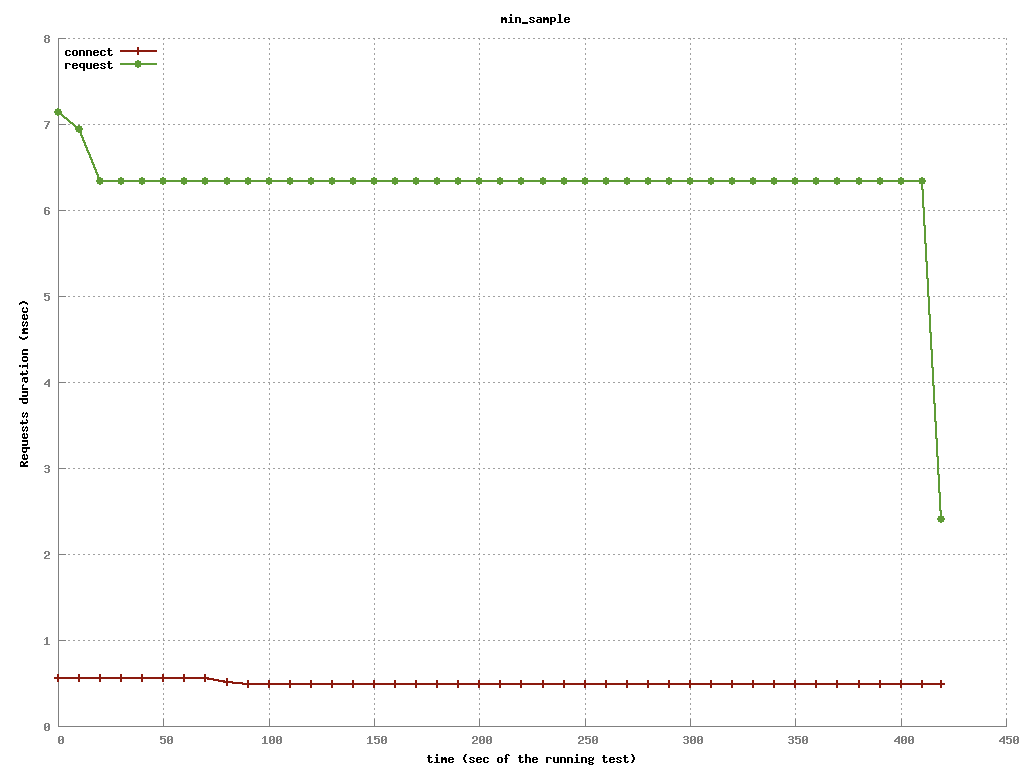 min_sample
connect
request
8
7
6
5
4
3
2
1
0
Requests duration (msec)
0 50 100 150 200 250 300 350 400 450
time (sec of the running test)